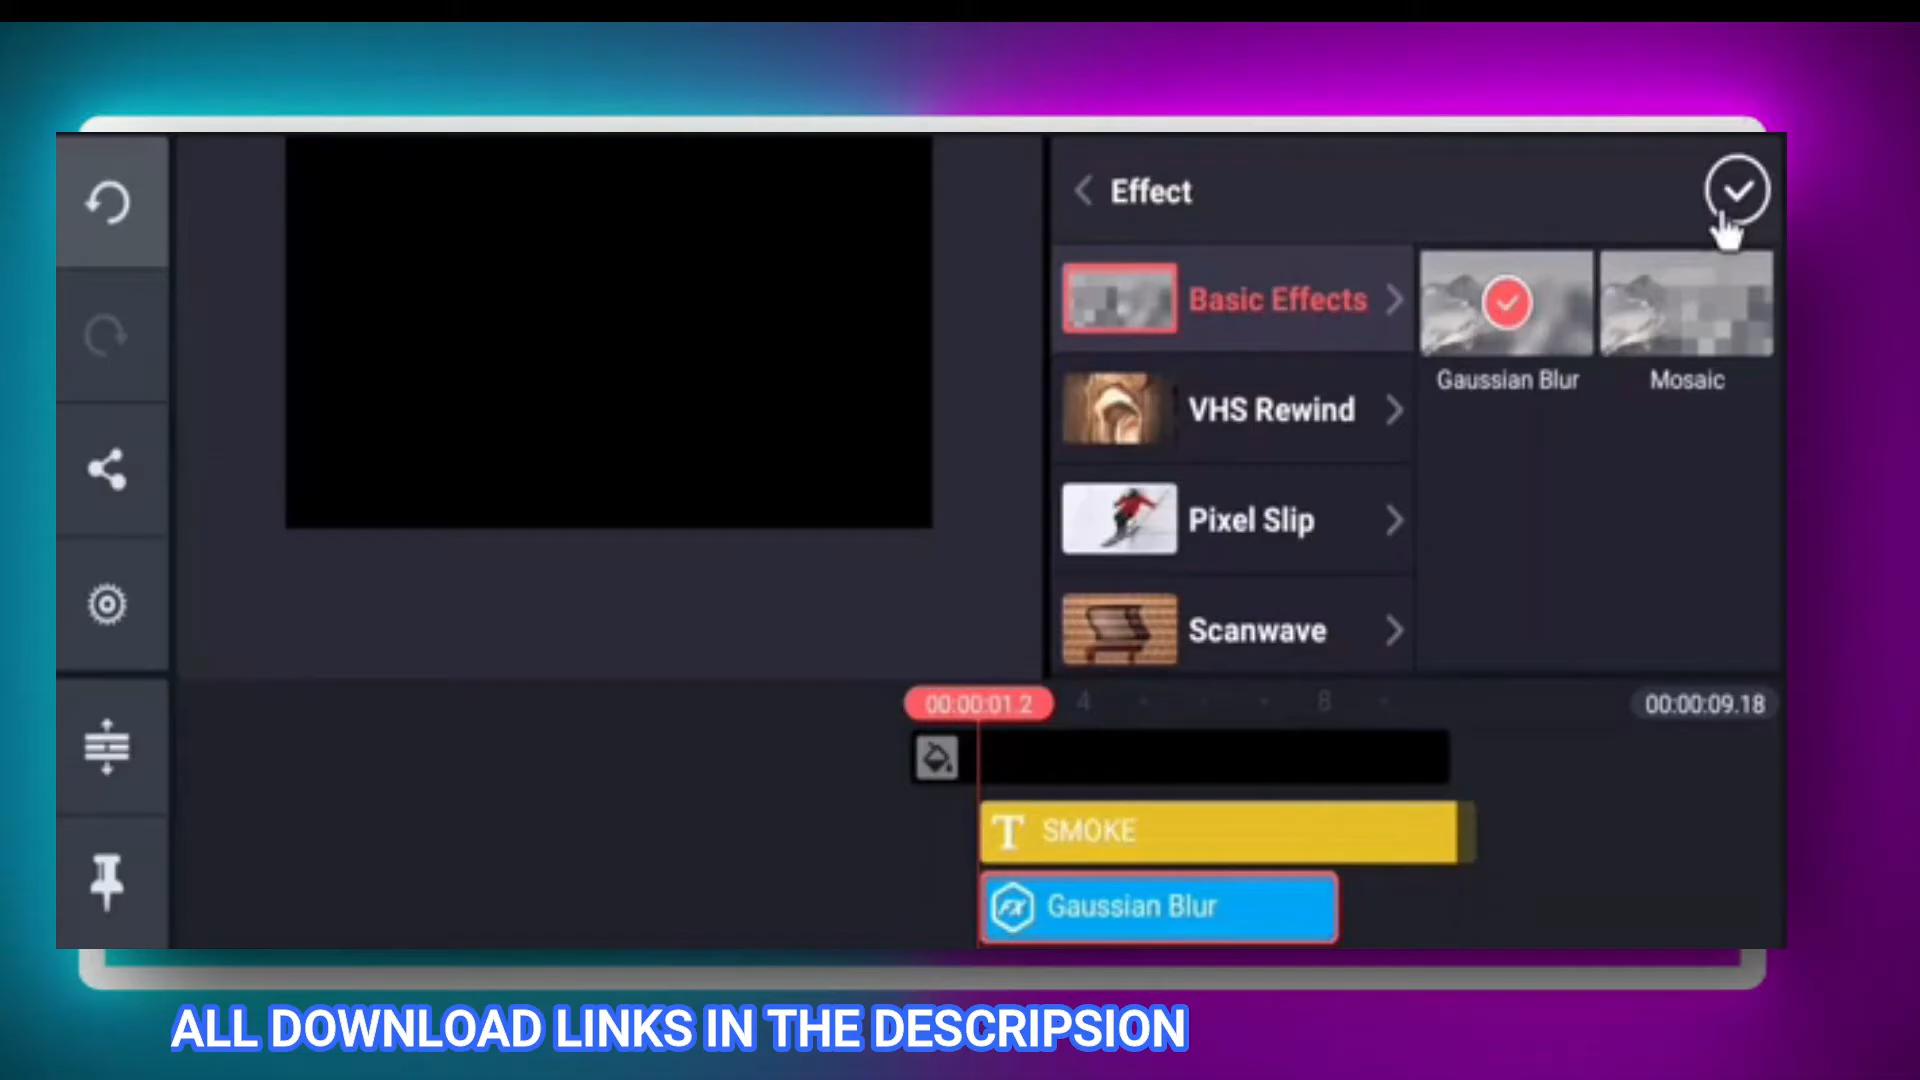 Effect
Basic Effects
Gaussian Blur
Mosaic
VHS Rewind
Pixel Slip
Scanwave
00:00:01.2
4
8
00:00:09.18
T SMOKE
FX Gaussian Blur
ALL DOWNLOAD LINKS IN THE DESCRIPSION